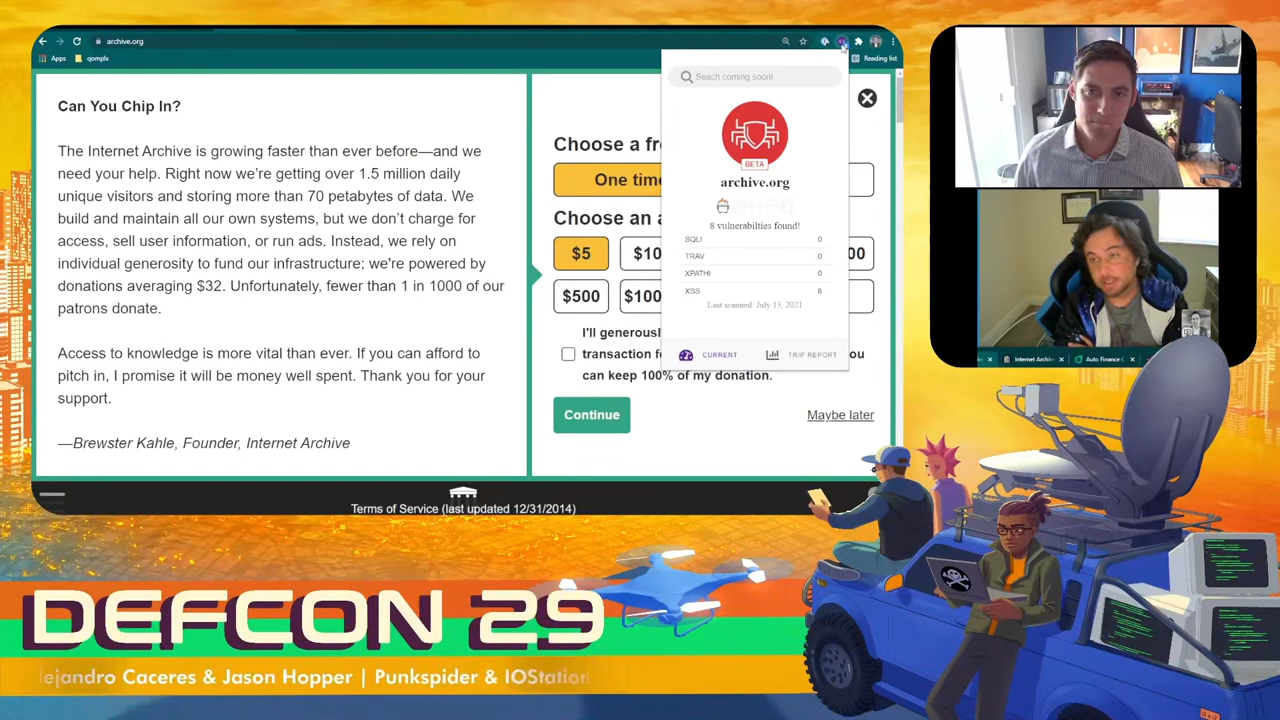 archive.org
Apps
qomplx
Reading list
Can You Chip In?
The Internet Archive is growing faster than ever before—and we
need your help. Right now we're getting over 1.5 million daily
unique visitors and storing more than 70 petabytes of data. We
build and maintain all our own systems, but we don't charge for
access, sell user information, or run ads. Instead, we rely on
individual generosity to fund our infrastructure; we're powered by
donations averaging $32. Unfortunately, fewer than 1 in 1000 of our
patrons donate.
Access to knowledge is more vital than ever. If you can afford to
pitch in, I promise it will be money well spent. Thank you for your
support.
—Brewster Kahle, Founder, Internet Archive
Choose a fr
One time
Choose an a
$5
$10
00
$500
$100
I'll generousl
transaction f
you
can keep 100% of my donation.
Continue
Maybe later
Seach coming soon!
BETA
archive.org
8 vulnerabilties found!
SQLI 0
TRAV 0
XPATHI 0
XSS 8
Last scanned: July 13, 2021
CURRENT
TRIP REPORT
Terms of Service (last updated 12/31/2014)
Internet Archiv
Auto Finance C
DEFCON 29
lejandro Caceres & Jason Hopper | Punkspider & IOStation